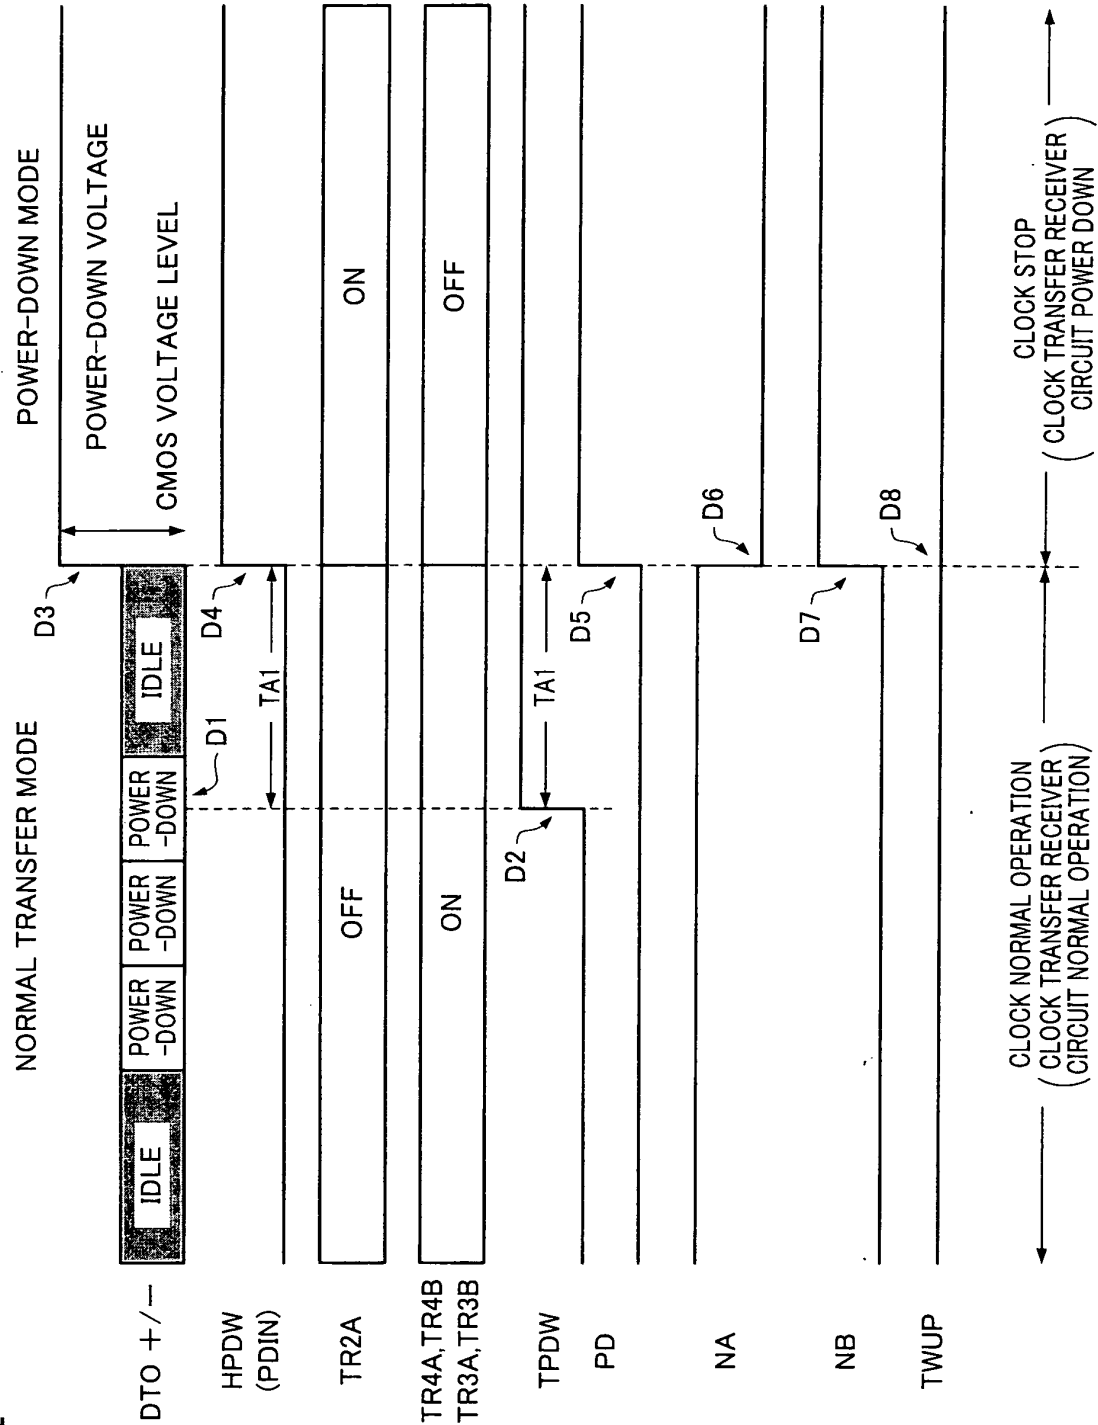 NORMAL TRANSFER MODE
POWER-DOWN MODE
DTO +/−
IDLE
POWER
-DOWN
POWER
-DOWN
POWER
-DOWN
IDLE
D1
D3
POWER-DOWN VOLTAGE
CMOS VOLTAGE LEVEL
HPDW
(PDIN)
TA1
D4
TR2A
OFF
ON
TR4A,TR4B
TR3A,TR3B
ON
OFF
TPDW
D2
TA1
PD
D5
NA
D6
NB
D7
TWUP
D8
CLOCK NORMAL OPERATION
(CLOCK TRANSFER RECEIVER
CIRCUIT NORMAL OPERATION)
CLOCK STOP
(CLOCK TRANSFER RECEIVER
CIRCUIT POWER DOWN)